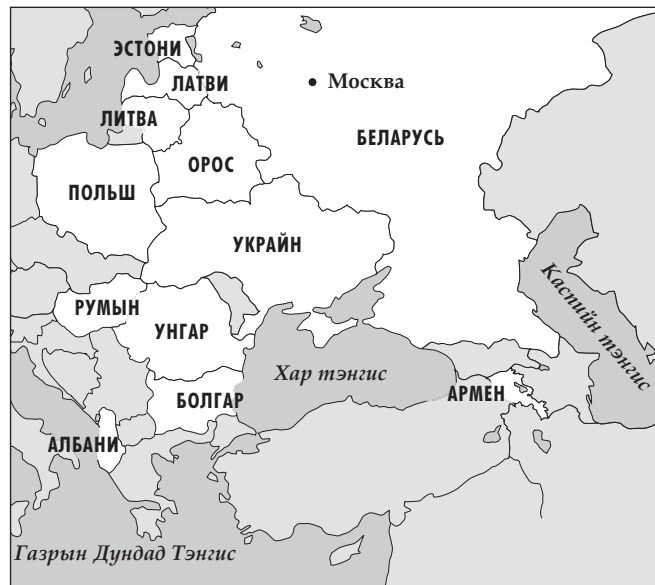 ЭСТОНИ
ЛАТВИ
• Москва
ЛИТВА
БЕЛАРУСЬ
ОРОС
ПОЛЬШ
УКРАЙН
Каспийн тэнгис
РУМЫН
УНГАР
Хар тэнгис
АРМЕН
БОЛГАР
АЛБАНИ
Газрын Дундад Тэнгис